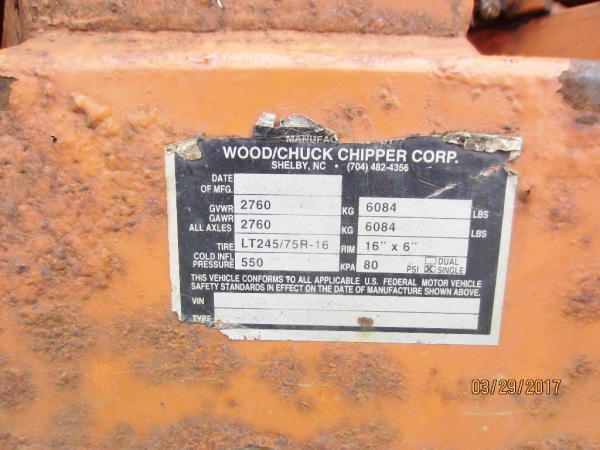 MANUFAC
WOOD/CHUCK CHIPPER CORP.
SHELBY, NC • (704) 482-4356
DATE OF MFG.
GVWR 2760 KG 6084 LBS
GAWR ALL AXLES 2760 KG 6084 LBS
TIRE LT245/75R-16 RIM 16" x 6"
COLD INFL PRESSURE 550 KPA 80 PSI DUAL SINGLE
THIS VEHICLE CONFORMS TO ALL APPLICABLE U.S. FEDERAL MOTOR VEHICLE
SAFETY STANDARDS IN EFFECT ON THE DATE OF MANUFACTURE SHOWN ABOVE.
VIN
TYPE
03/29/2017